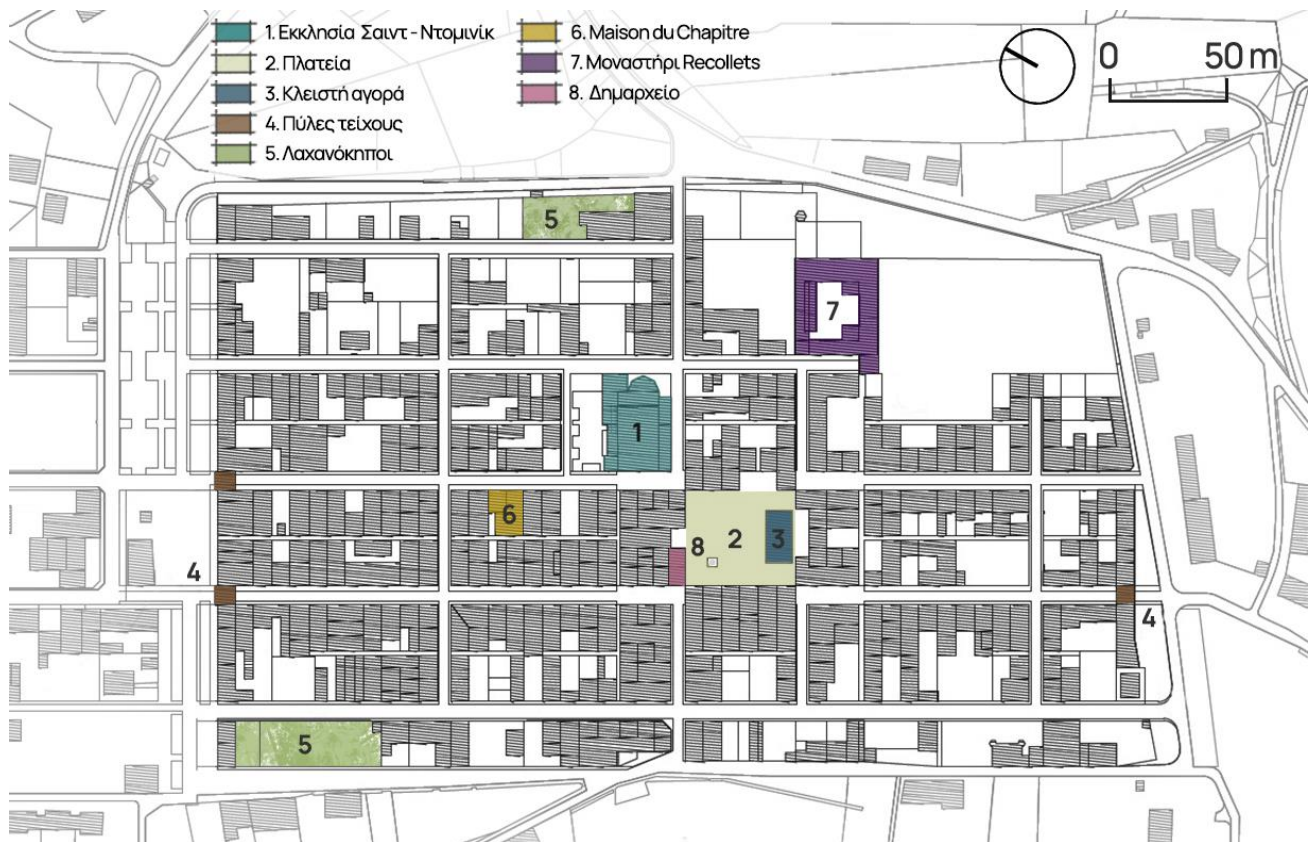 1. Εκκλησία Σαιντ - Ντομινίκ
2. Πλατεία
3. Κλειστή αγορά
4. Πύλες τείχους
5. Λαχανόκηποι
6. Maison du Chapitre
7. Μοναστήρι Recollets
8. Δημαρχείο
0 50 m
5
7
1
6
2
3
8
4
4
5